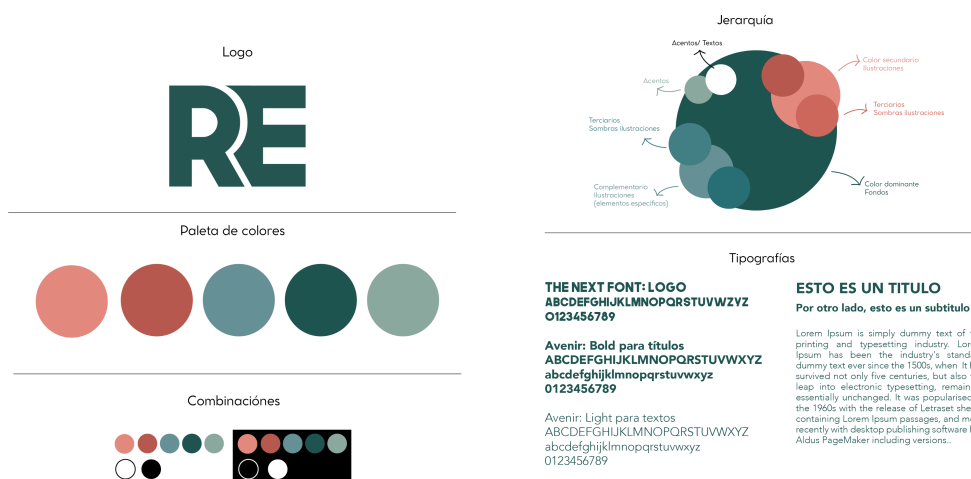 Logo
RE
Paleta de colores
Combinaciónes
Jerarquía
Acentos/ Textos
Acentos
Terciarios
Sombras ilustraciones
Complementario
Ilustraciones
(elementos específicos)
Color secundario
Ilustraciones
Terciarios
Sombras ilustraciones
Color dominante
Fondos
Tipografías
THE NEXT FONT: LOGO
ABCDEFGHIJKLMNOPQRSTUVWZYZ
0123456789
Avenir: Bold para títulos
ABCDEFGHIJKLMNOPQRSTUVWXYZ
abcdefghijklmnopqrstuvwxyz
0123456789
Avenir: Light para textos
ABCDEFGHIJKLMNOPQRSTUVWXYZ
abcdefghijklmnopqrstuvwxyz
0123456789
ESTO ES UN TITULO
Por otro lado, esto es un subtitulo
Lorem Ipsum is simply dummy text of
printing and typesetting industry.
Ipsum has been the industry's
dummy text ever since the 1500s, when It
survived not only five centuries, but also
leap into electronic typesetting,
essentially unchanged. It was popularised
the 1960s with the release of Letraset
containing Lorem Ipsum passages, and
recently with desktop publishing software
Aldus PageMaker including versions..